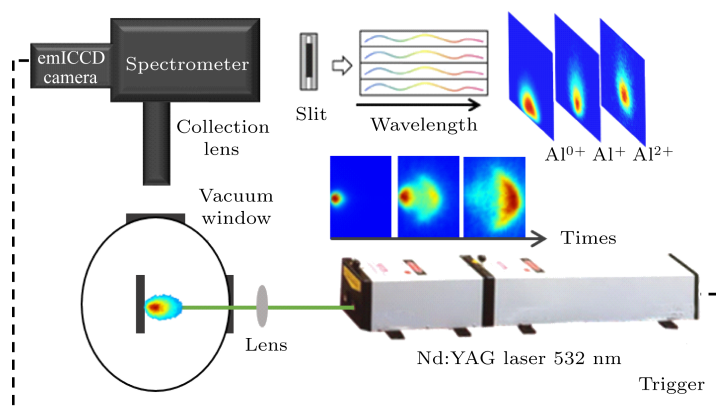 emICCD
camera
Spectrometer
Collection
lens
Slit
Wavelength
Al⁰⁺ Al⁺ Al²⁺
Vacuum
window
Times
Lens
Nd:YAG laser 532 nm
Trigger